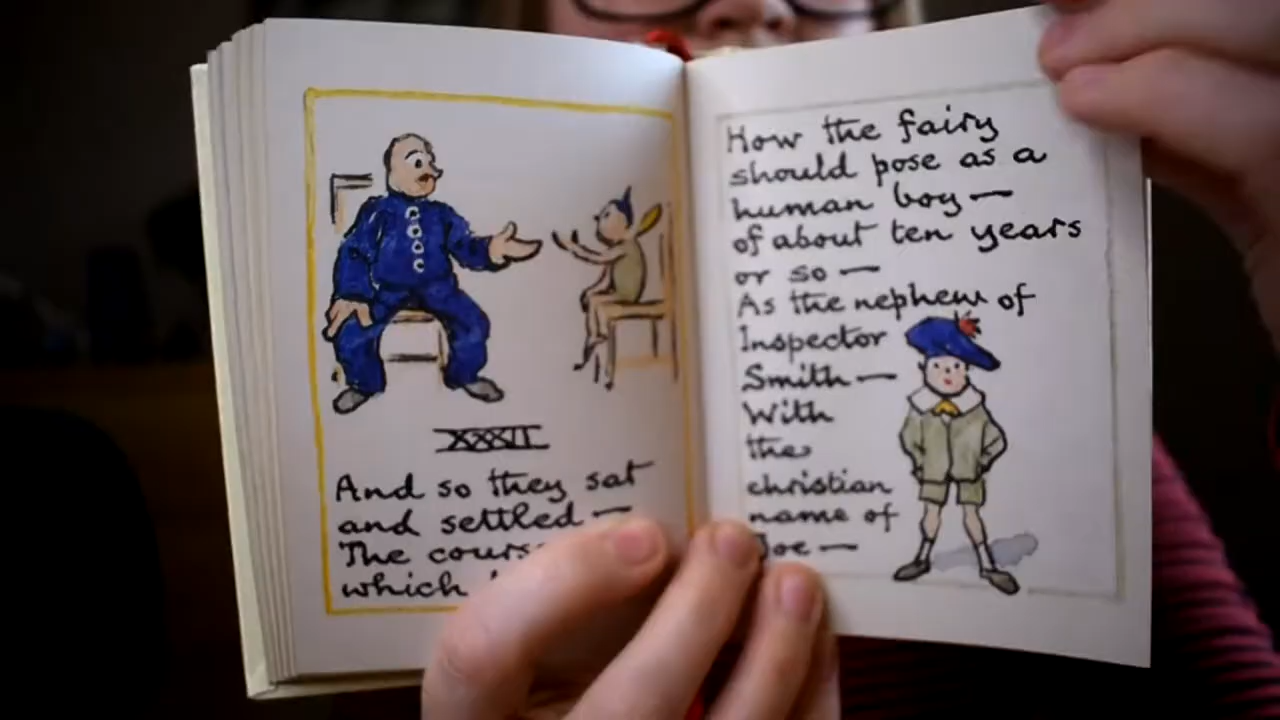 XXXII
And so they sat
and settled —
The cours
which
How the fairy
should pose as a
human boy —
of about ten years
or so —
As the nephew of
Inspector
Smith —
With
the
christian
name of
Joe —